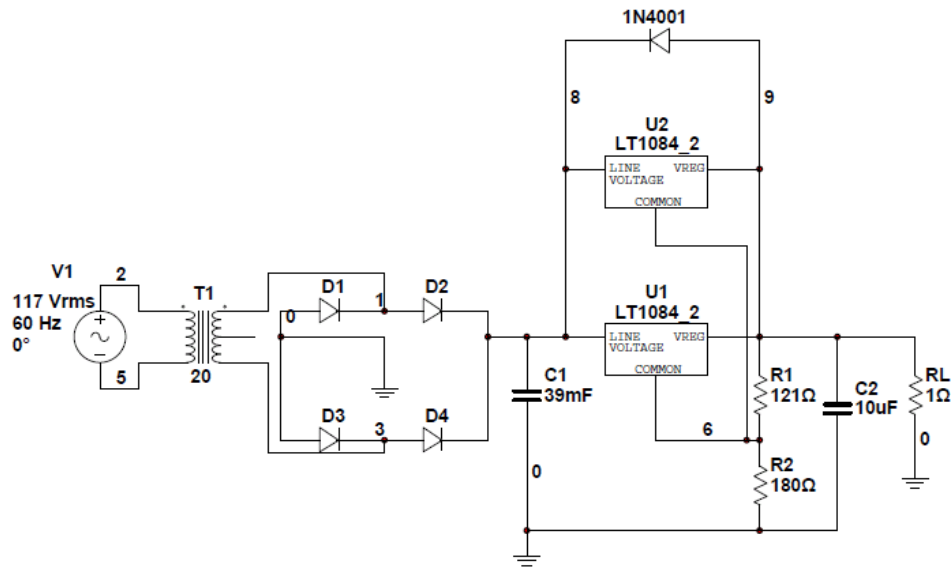 1N4001
8
9
U2
LT1084_2
LINE
VREG
VOLTAGE
COMMON
V1
2
117 Vrms
60 Hz
0°
5
T1
20
0
D1
1
D2
D3
3
D4
U1
LT1084_2
LINE
VREG
VOLTAGE
COMMON
C1
39mF
0
6
R1
121Ω
R2
180Ω
C2
10uF
RL
1Ω
0